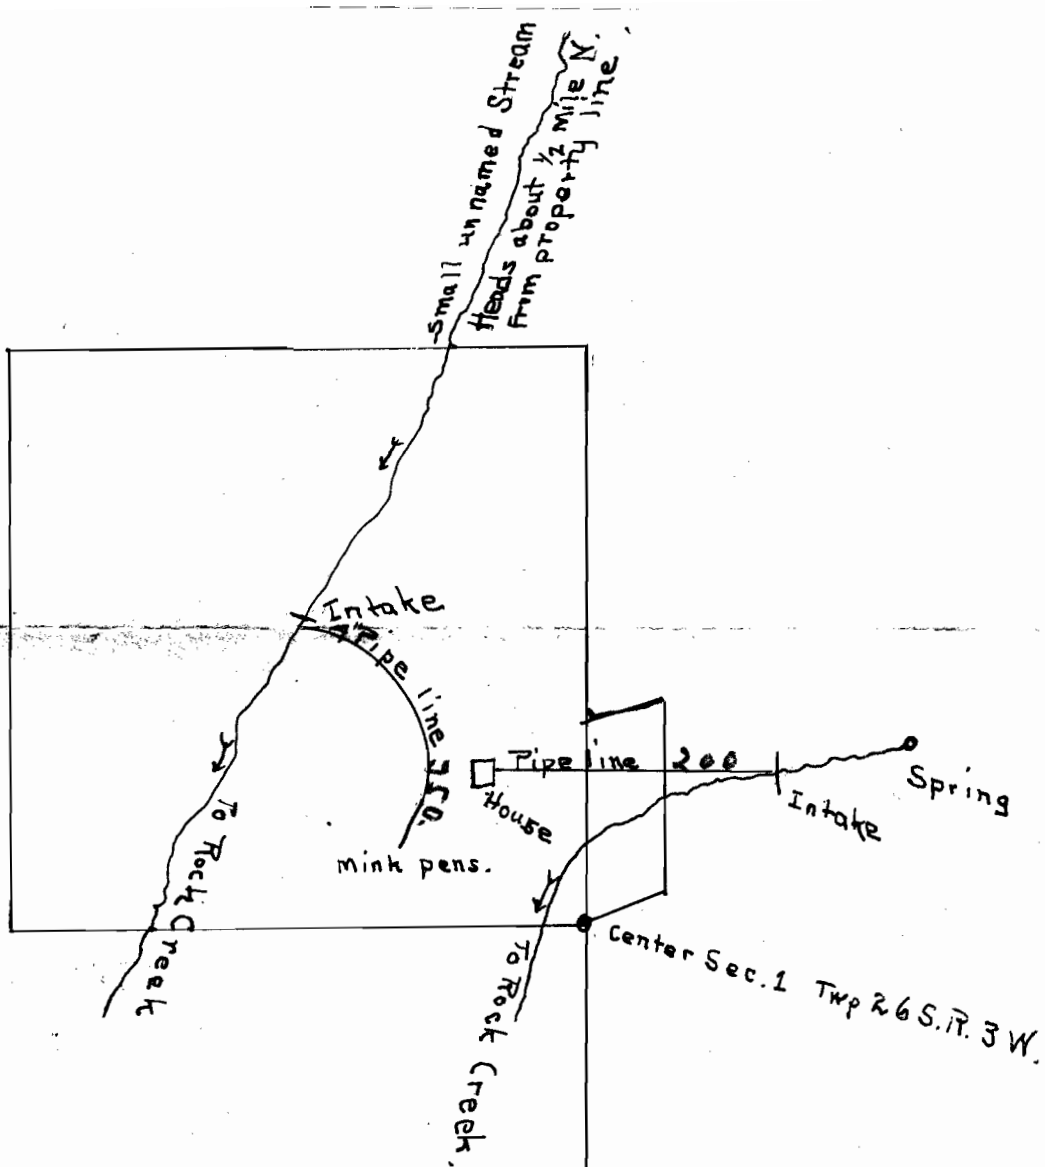 small unnamed Stream
Heads about 1/2 mile N.
from property line.
Intake
Pipe line 350.
mink pens.
House
Pipe line 200
Intake
Spring
To Rock Creek
To Rock Creek.
Center Sec. 1 Twp 26 S. R. 3 W.